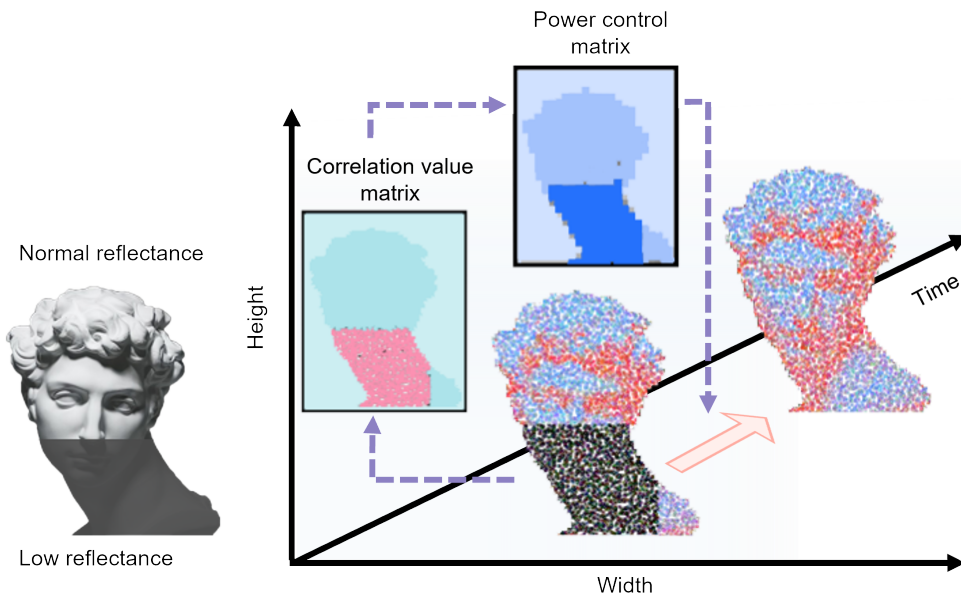 Power control
matrix
Correlation value
matrix
Normal reflectance
Height
Time
Low reflectance
Width